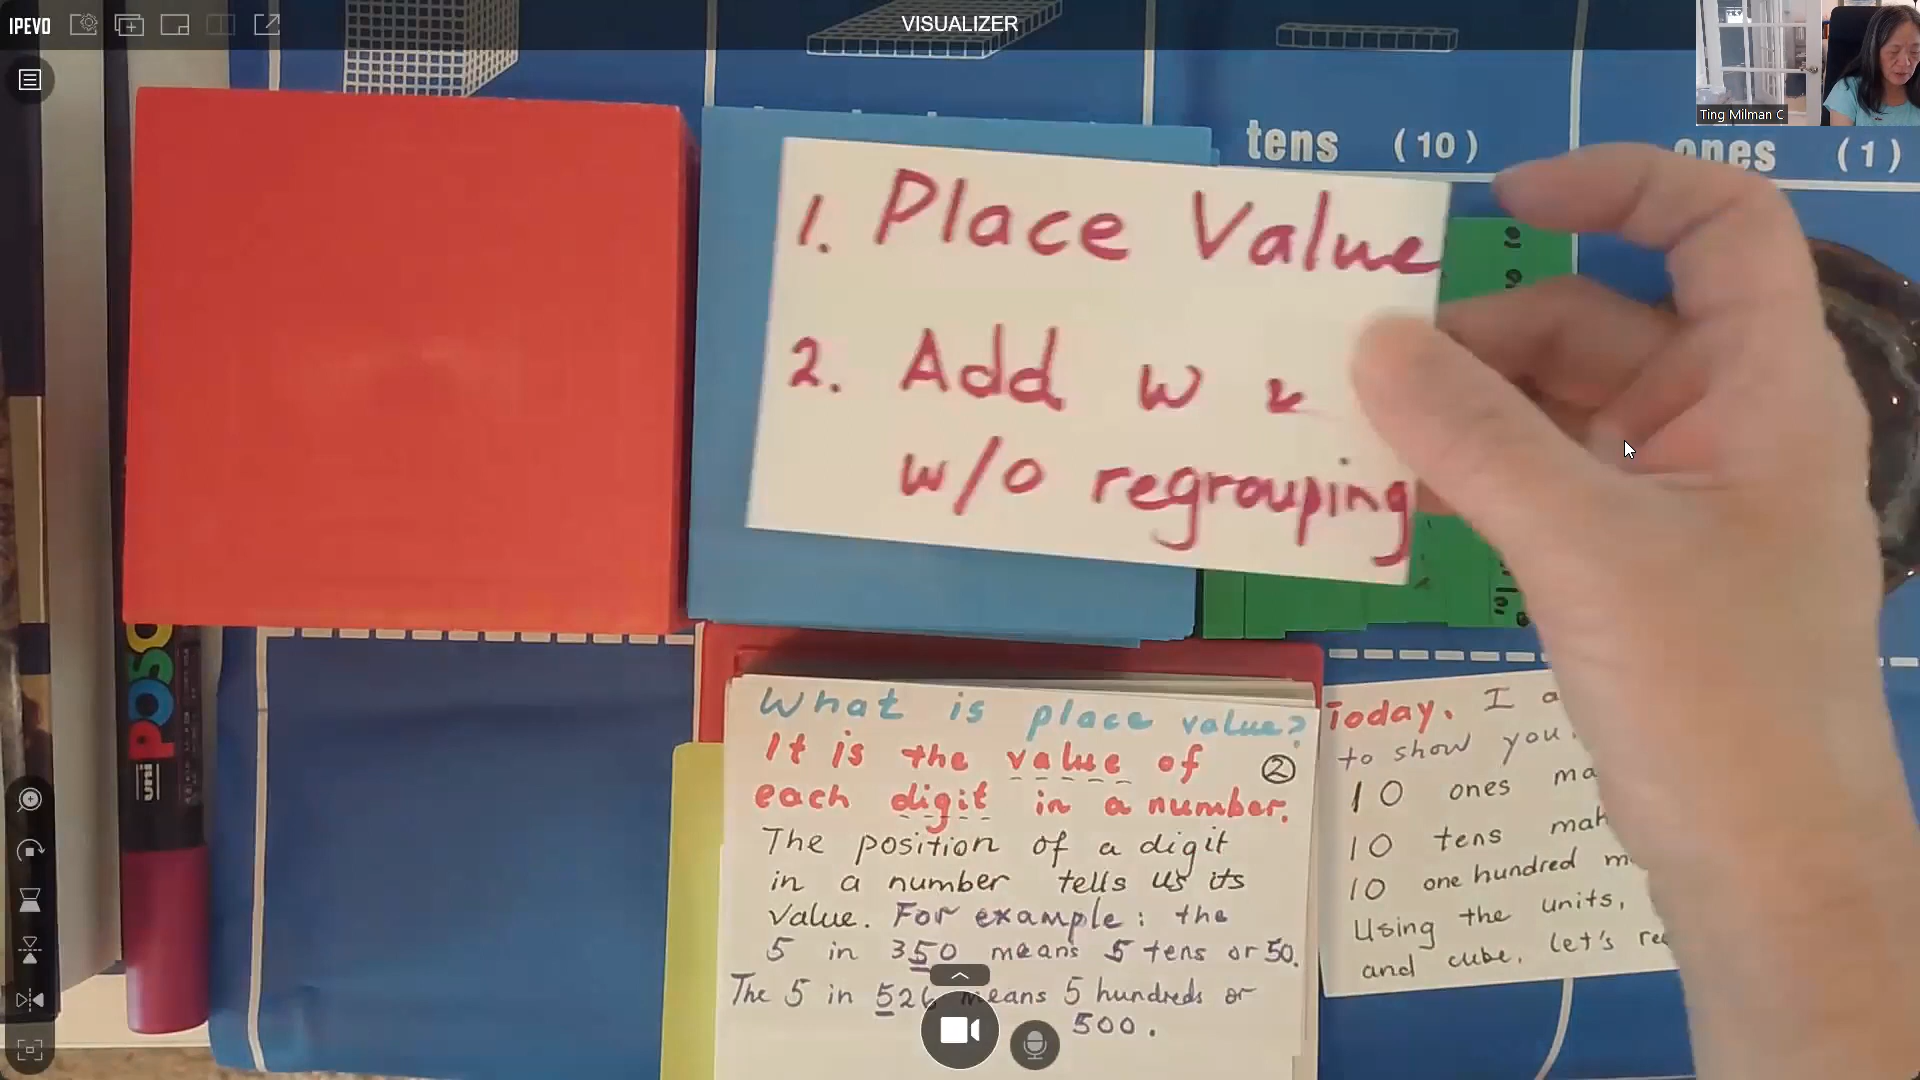 IPEVO
VISUALIZER
Ting Milman C
tens (10)
ones (1)
1. Place Value
2. Add w
w/o regrouping
POSCA
uni
What is place value?
It is the value of
②
each digit in a number.
The position of a digit
in a number tells us its
value. For example: the
5 in 350 means 5 tens or 50.
The 5 in 526 means 5 hundreds or
500.
Today. I a
to show you
10 ones ma
10 tens mak
10 one hundred m
Using the units,
and cube, let's re